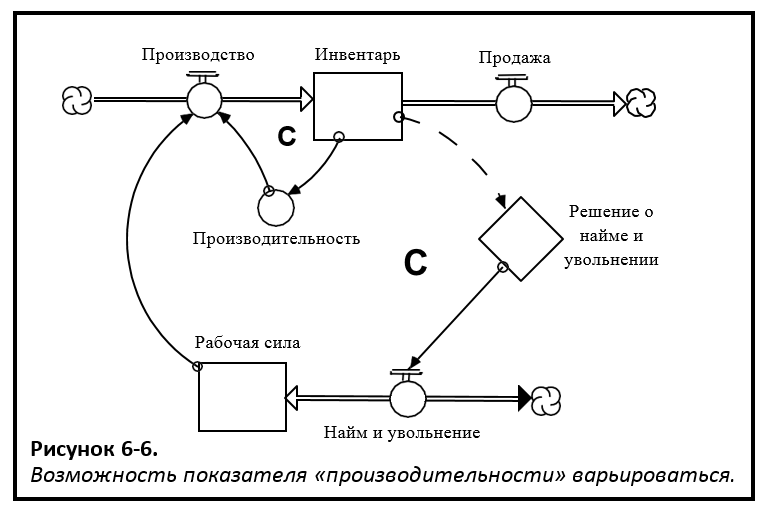 Производство
Инвентарь
Продажа
С
Производительность
Решение о
найме и
увольнении
С
Рабочая сила
Найм и увольнение
Рисунок 6-6.
Возможность показателя «производительности» варьироваться.